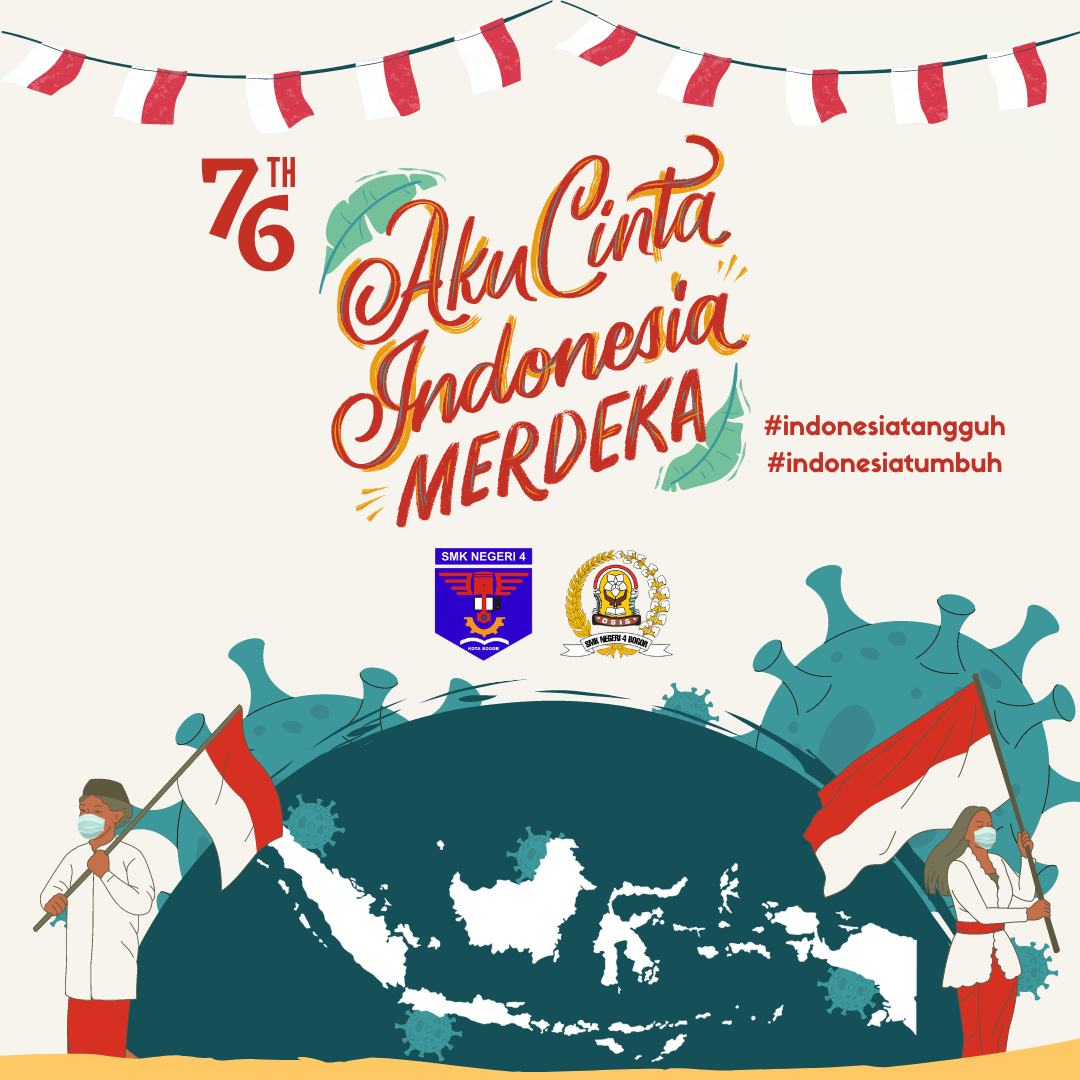 76TH
Aku Cinta
Indonesia
MERDEKA
#indonesiatangguh
#indonesiatumbuh
SMK NEGERI 4
KOTA BOGOR
OSIS
SMK NEGERI 4 BOGOR